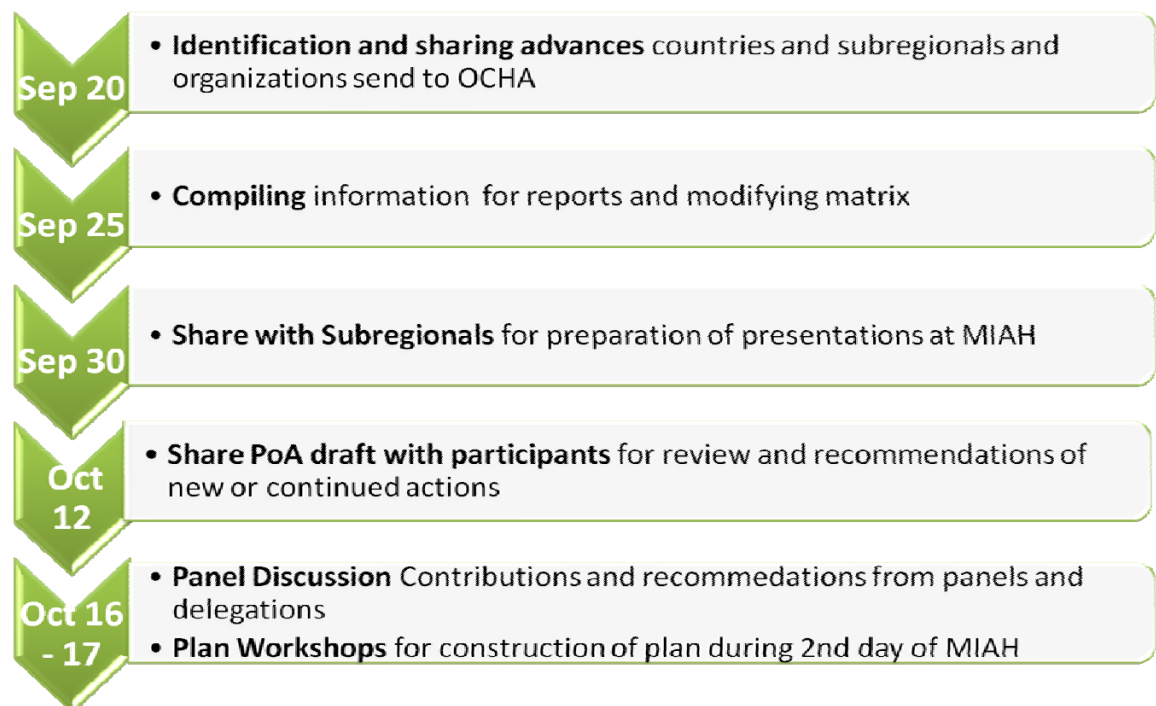 Sep 20
• Identification and sharing advances countries and subregionals and
organizations send to OCHA
Sep 25
• Compiling information for reports and modifying matrix
Sep 30
• Share with Subregionals for preparation of presentations at MIAH
Oct
12
• Share PoA draft with participants for review and recommendations of
new or continued actions
Oct 16
- 17
• Panel Discussion Contributions and recommedations from panels and
delegations
• Plan Workshops for construction of plan during 2nd day of MIAH